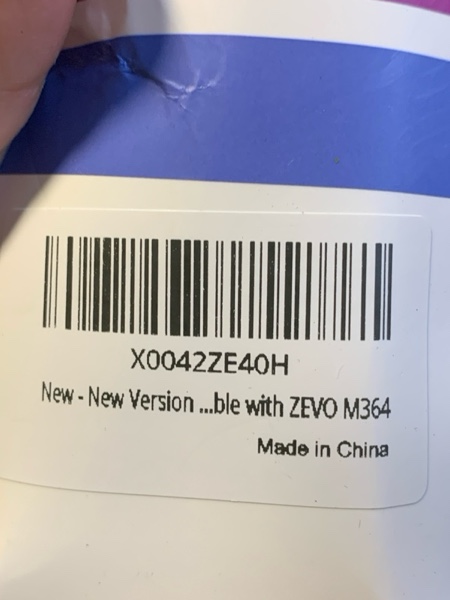 X0042ZE40H
New - New Version ...ble with ZEVO M364
Made in China